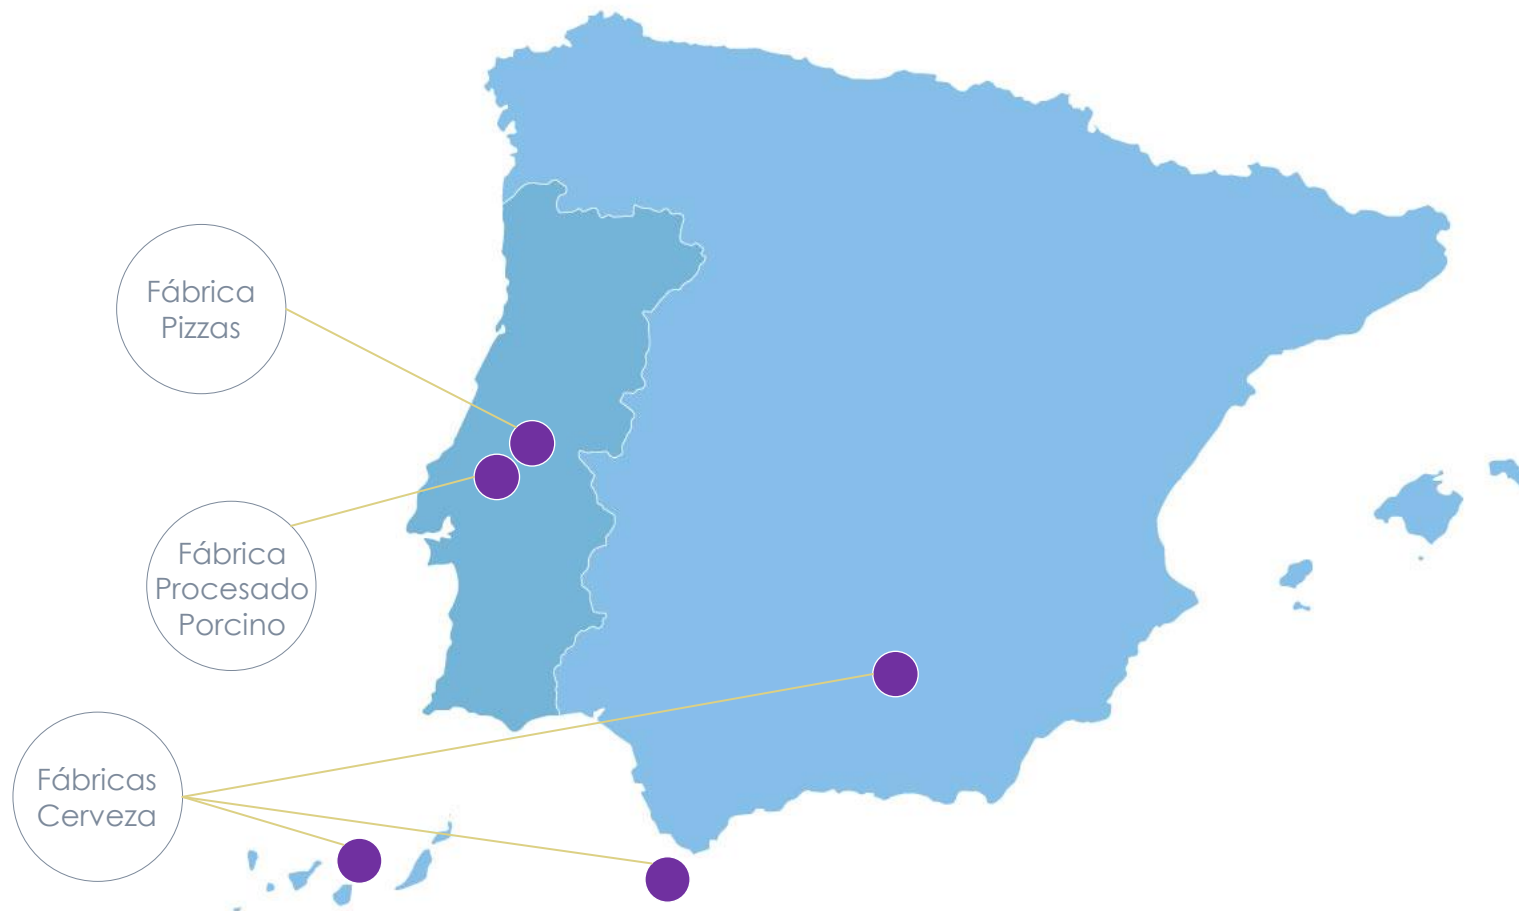 Fábrica
Pizzas
Fábrica
Procesado
Porcino
Fábricas
Cerveza